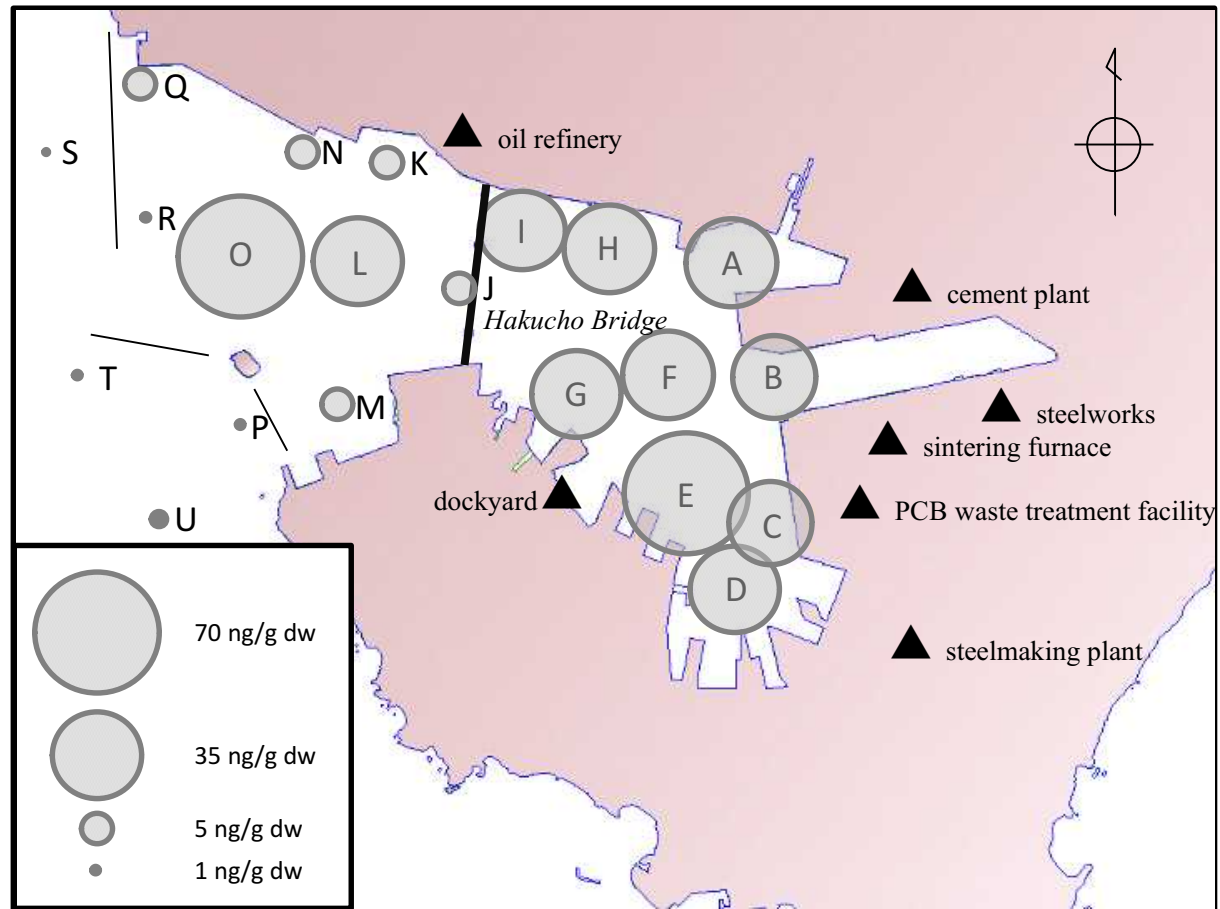 Q
S
N
K
oil refinery
R
I
H
A
O
L
J
cement plant
Hakucho Bridge
T
G
F
B
M
P
steelworks
sintering furnace
dockyard
E
C
PCB waste treatment facility
U
D
70 ng/g dw
steelmaking plant
35 ng/g dw
5 ng/g dw
1 ng/g dw